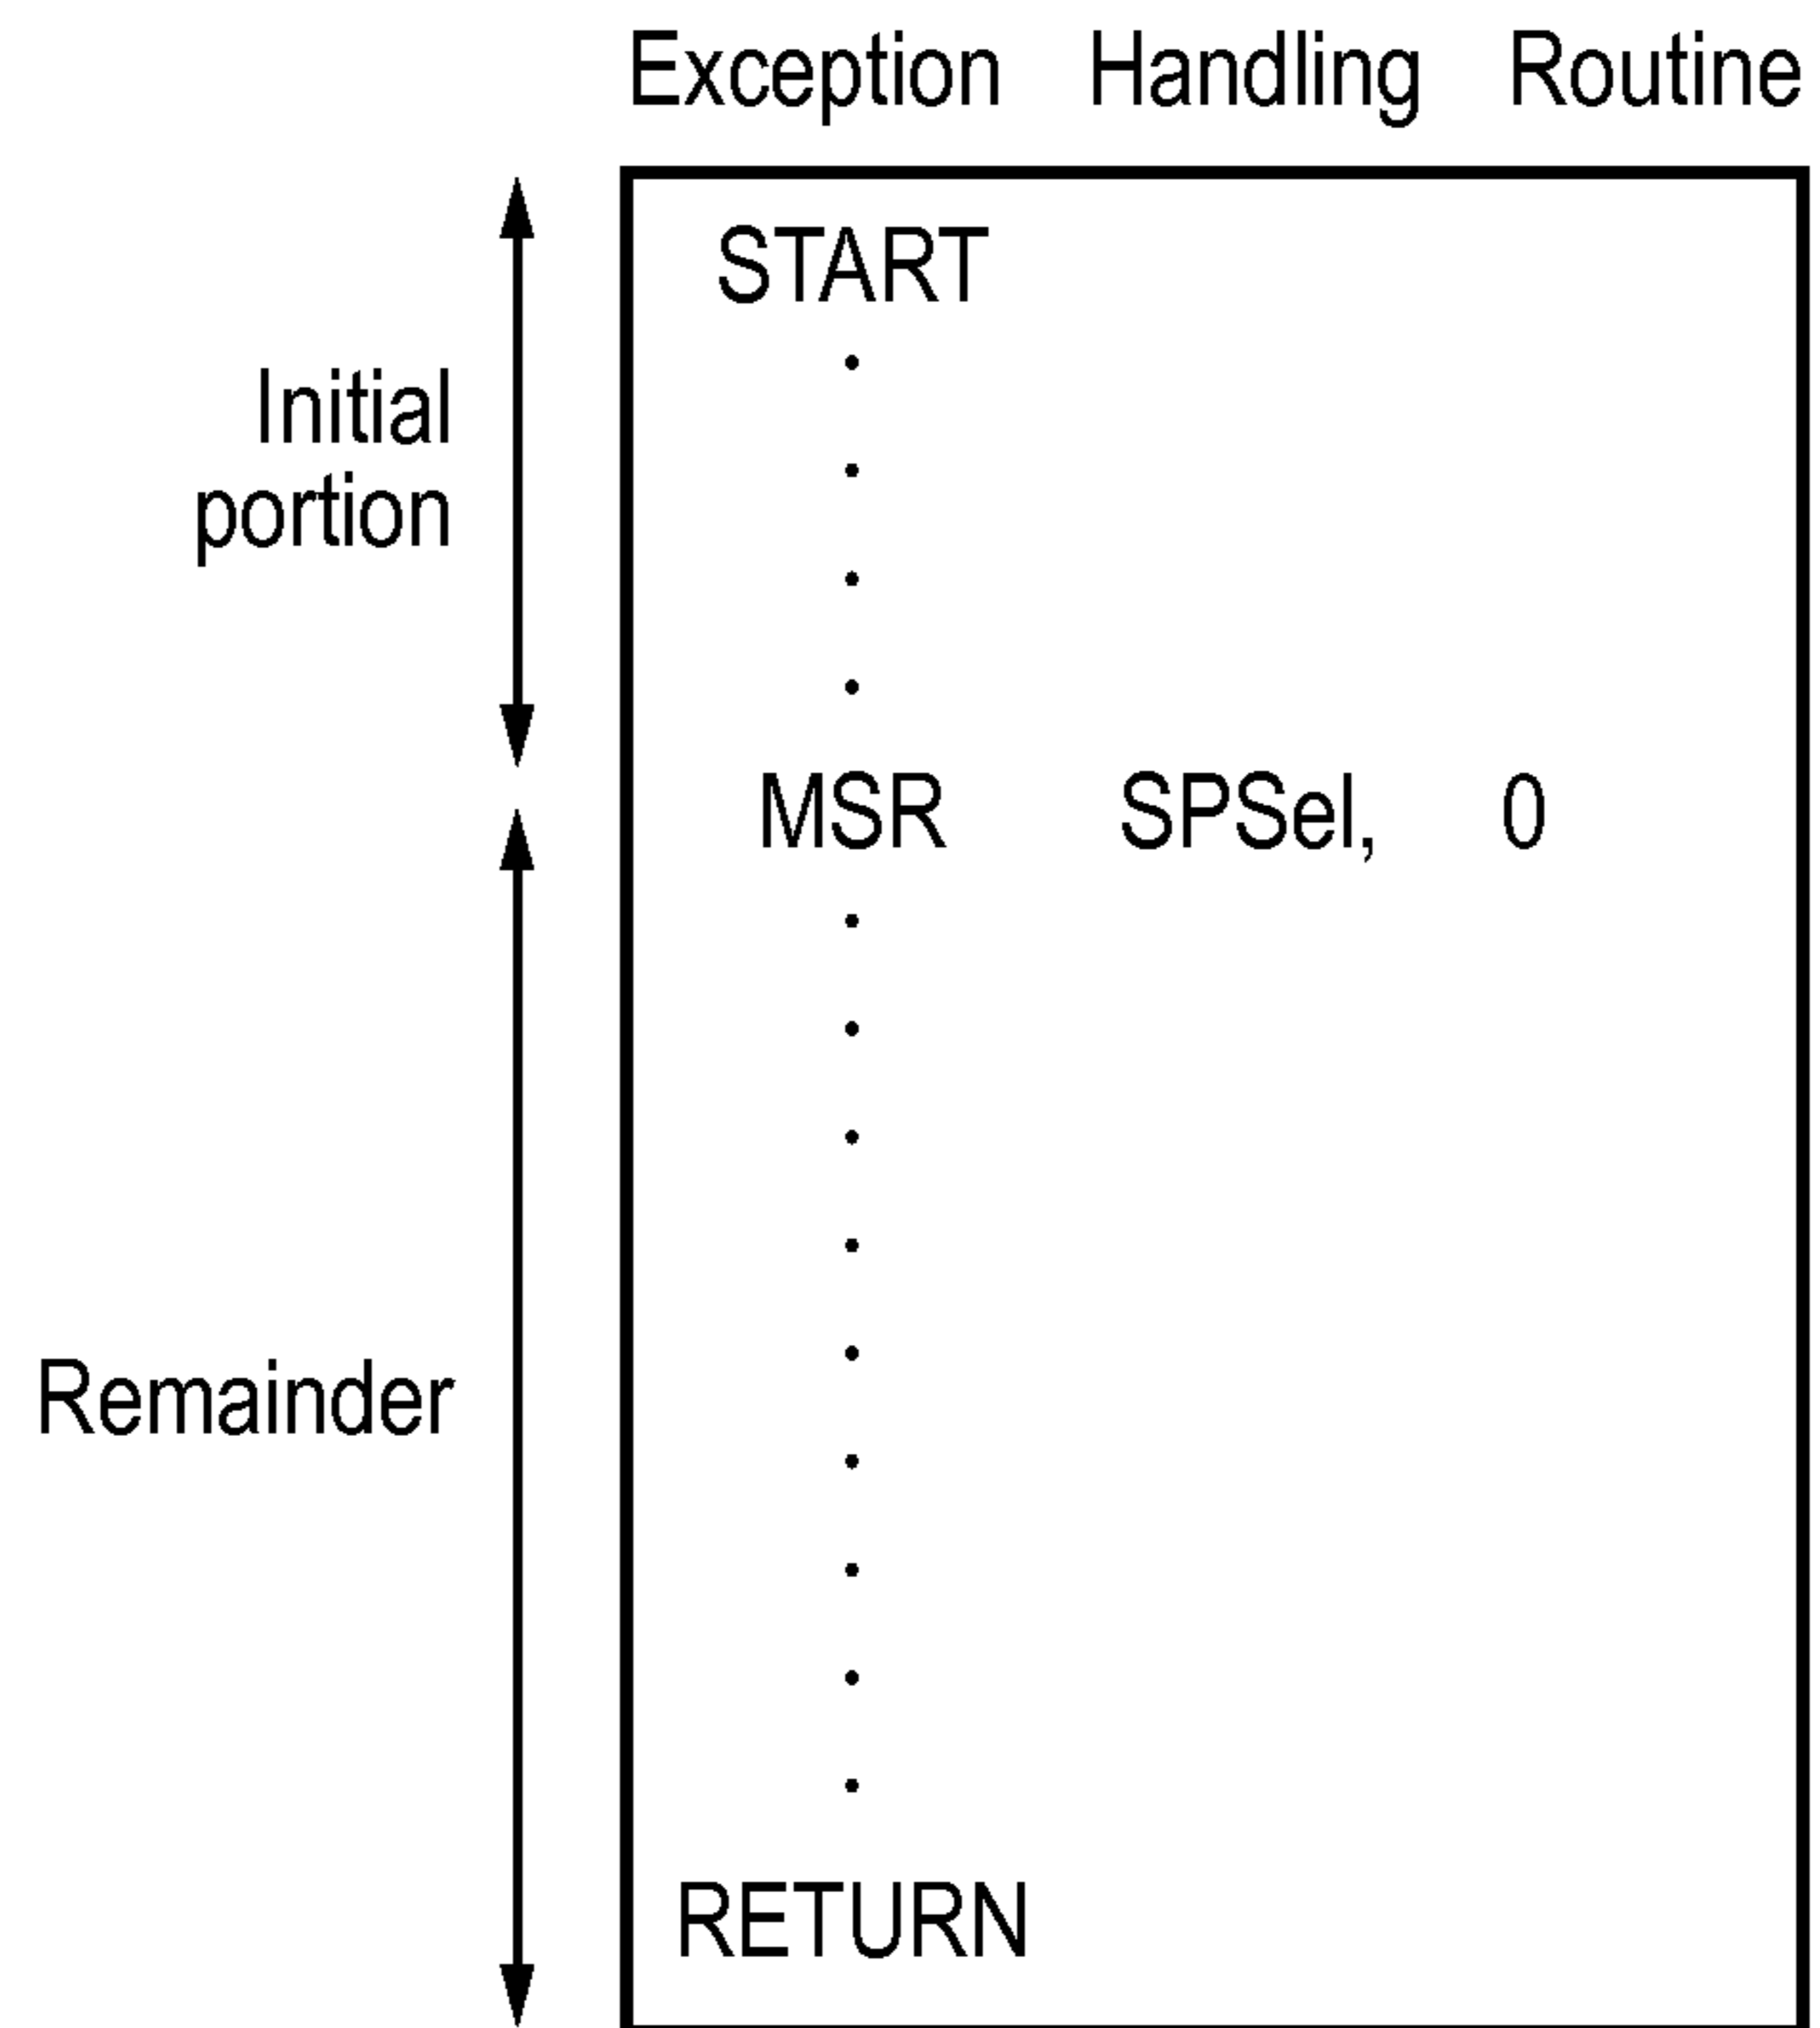 Exception Handling Routine
START
Initial
portion
MSR SPSel, 0
Remainder
RETURN